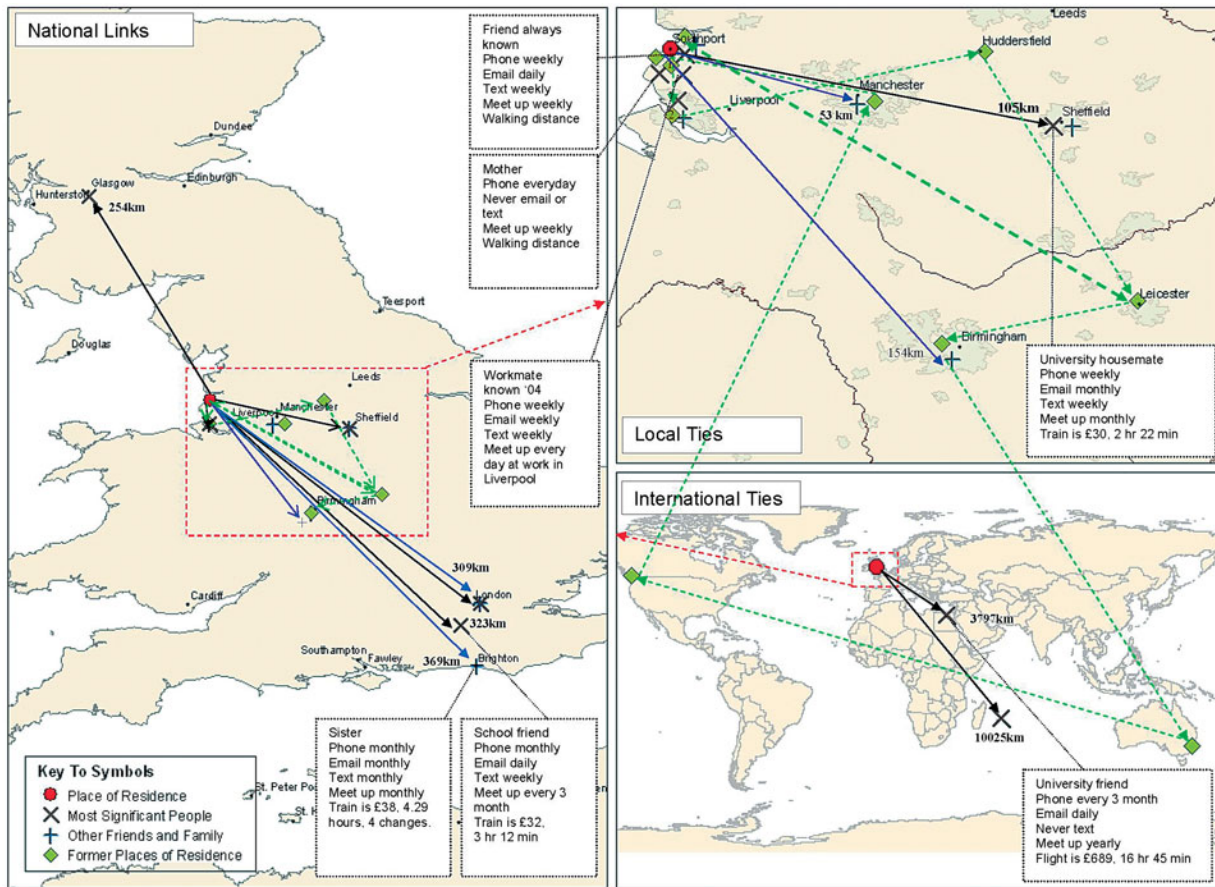 National Links
Dundee
Glasgow
Edinburgh
Hunterston
254km
Teesport
Douglas
Leeds
Liverpool
Manchester
Sheffield
Birmingham
309km
London
Cardiff
323km
Southampton
Fawley
369km
Brighton
Key To Symbols
Place of Residence
Most Significant People
Other Friends and Family
Former Places of Residence
St. Peter Po
St. H
Friend always
known
Phone weekly
Email daily
Text weekly
Meet up weekly
Walking distance
Mother
Phone everyday
Never email or
text
Meet up weekly
Walking distance
Workmate
known ‘04
Phone weekly
Email weekly
Text weekly
Meet up every
day at work in
Liverpool
Sister
Phone monthly
Email monthly
Text monthly
Meet up monthly
Train is £38, 4.29
hours, 4 changes.
School friend
Phone monthly
Email daily
Text weekly
Meet up every 3
month
Train is £32,
3 hr 12 min
Leeds
Southport
Huddersfield
Manchester
Liverpool
53 km
105km
Sheffield
Leicester
Birmingham
154km
University housemate
Phone weekly
Email monthly
Text weekly
Meet up monthly
Train is £30, 2 hr 22 min
Local Ties
International Ties
3797km
10025km
University friend
Phone every 3 month
Email daily
Never text
Meet up yearly
Flight is £689, 16 hr 45 min